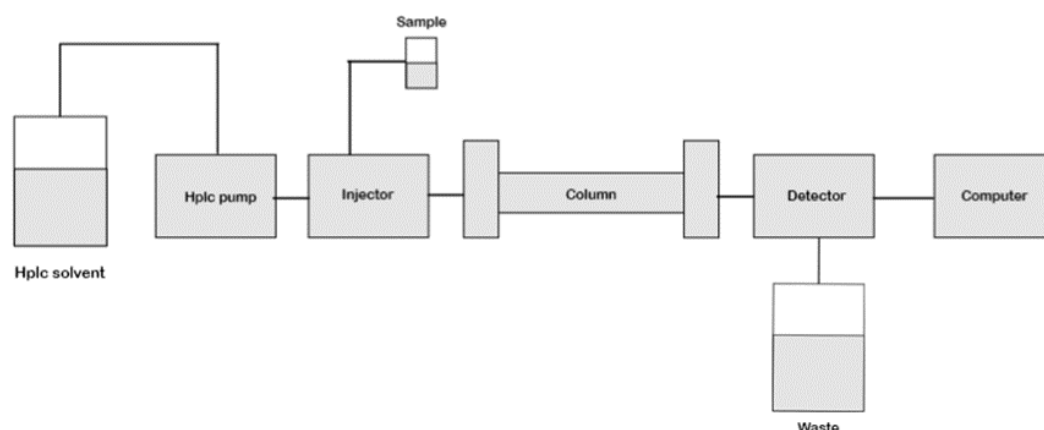 Sample
Hplc pump
Injector
Column
Detector
Computer
Hplc solvent
Waste